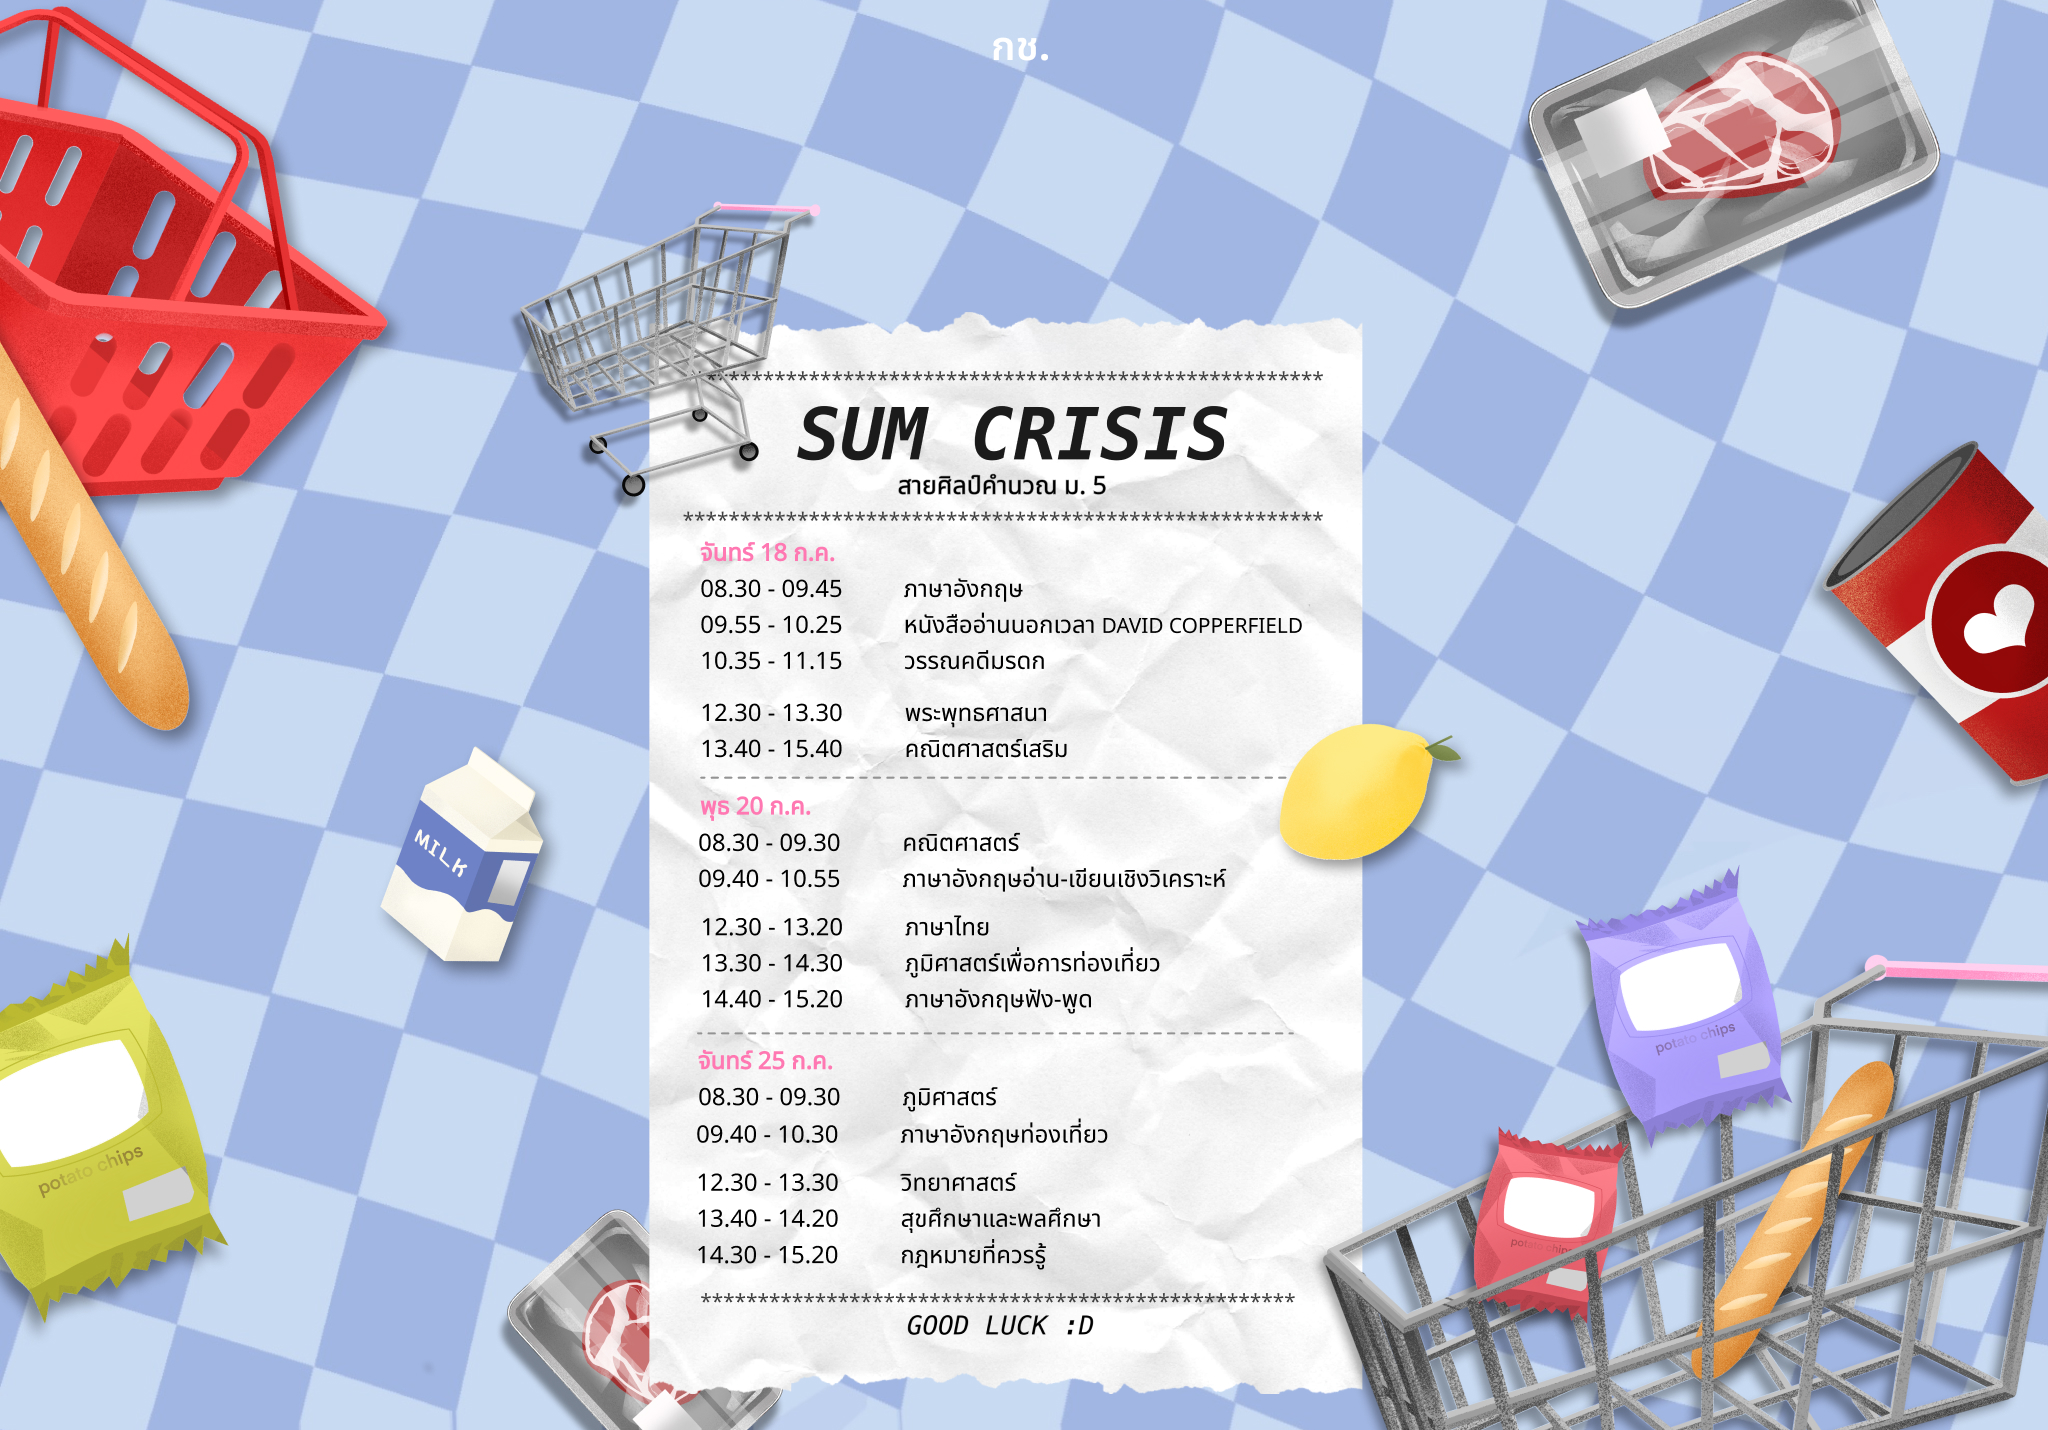 กช.
*******************************************************
SUM CRISIS
สายศิลป์คำนวณ ม. 5
*********************************************************
จันทร์ 18 ก.ค.
08.30 - 09.45 ภาษาอังกฤษ
09.55 - 10.25 หนังสืออ่านนอกเวลา DAVID COPPERFIELD
10.35 - 11.15 วรรณคดีมรดก
12.30 - 13.30 พระพุทธศาสนา
13.40 - 15.40 คณิตศาสตร์เสริม
พุธ 20 ก.ค.
08.30 - 09.30 คณิตศาสตร์
09.40 - 10.55 ภาษาอังกฤษอ่าน-เขียนเชิงวิเคราะห์
12.30 - 13.20 ภาษาไทย
13.30 - 14.30 ภูมิศาสตร์เพื่อการท่องเที่ยว
14.40 - 15.20 ภาษาอังกฤษฟัง-พูด
จันทร์ 25 ก.ค.
08.30 - 09.30 ภูมิศาสตร์
09.40 - 10.30 ภาษาอังกฤษท่องเที่ยว
12.30 - 13.30 วิทยาศาสตร์
13.40 - 14.20 สุขศึกษาและพลศึกษา
14.30 - 15.20 กฎหมายที่ควรรู้
*****************************************************
GOOD LUCK :D
MILK
potato chips
potato chips
potato chips